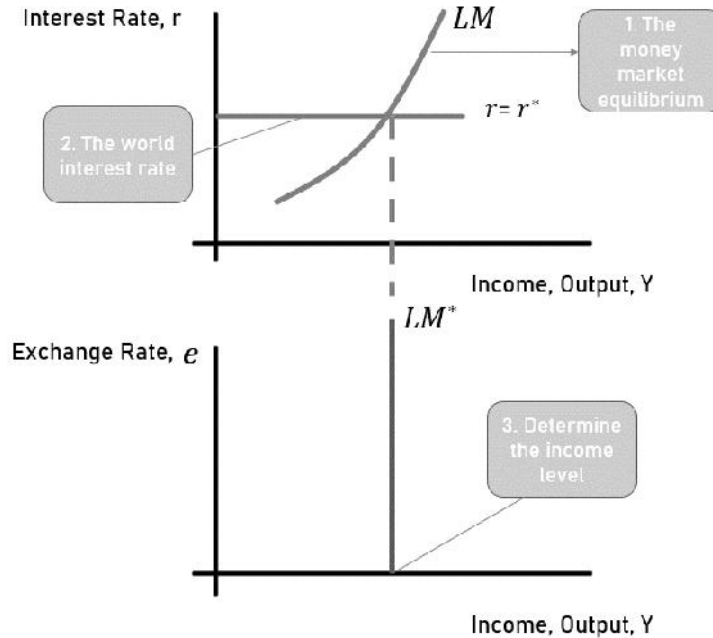 Interest Rate, r
LM
1. The
money
market
equilibrium
r = r*
2. The world
interest rate
Income, Output, Y
LM*
Exchange Rate, e
3. Determine
the income
level
Income, Output, Y